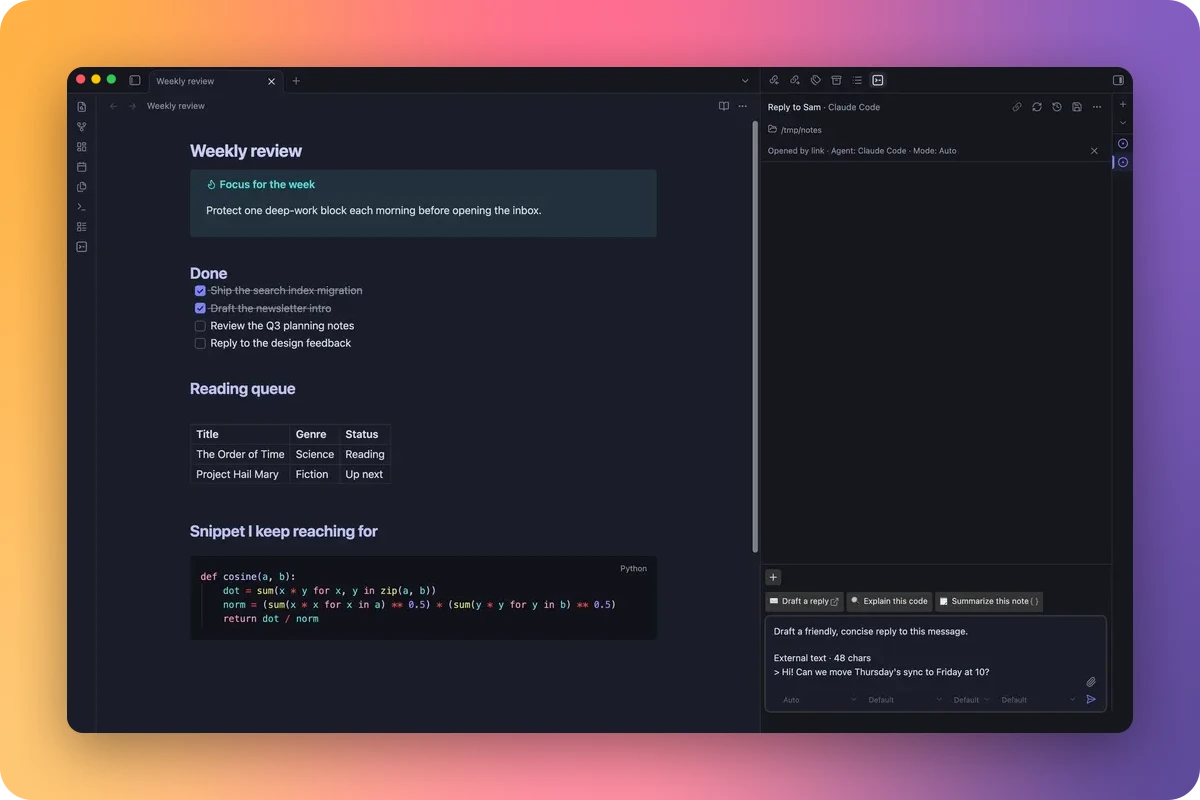 Weekly review
Weekly review
Weekly review
Focus for the week
Protect one deep-work block each morning before opening the inbox.
Done
Ship the search index migration
Draft the newsletter intro
Review the Q3 planning notes
Reply to the design feedback
Reading queue
Title Genre Status
The Order of Time Science Reading
Project Hail Mary Fiction Up next
Snippet I keep reaching for
Python
def cosine(a, b):
    dot = sum(x * y for x, y in zip(a, b))
    norm = (sum(x * x for x in a) ** 0.5) * (sum(y * y for y in b) ** 0.5)
    return dot / norm
Reply to Sam · Claude Code
/tmp/notes
Opened by link · Agent: Claude Code · Mode: Auto
Draft a reply Explain this code Summarize this note { }
Draft a friendly, concise reply to this message.
External text · 48 chars
> Hi! Can we move Thursday's sync to Friday at 10?
Auto Default Default Default